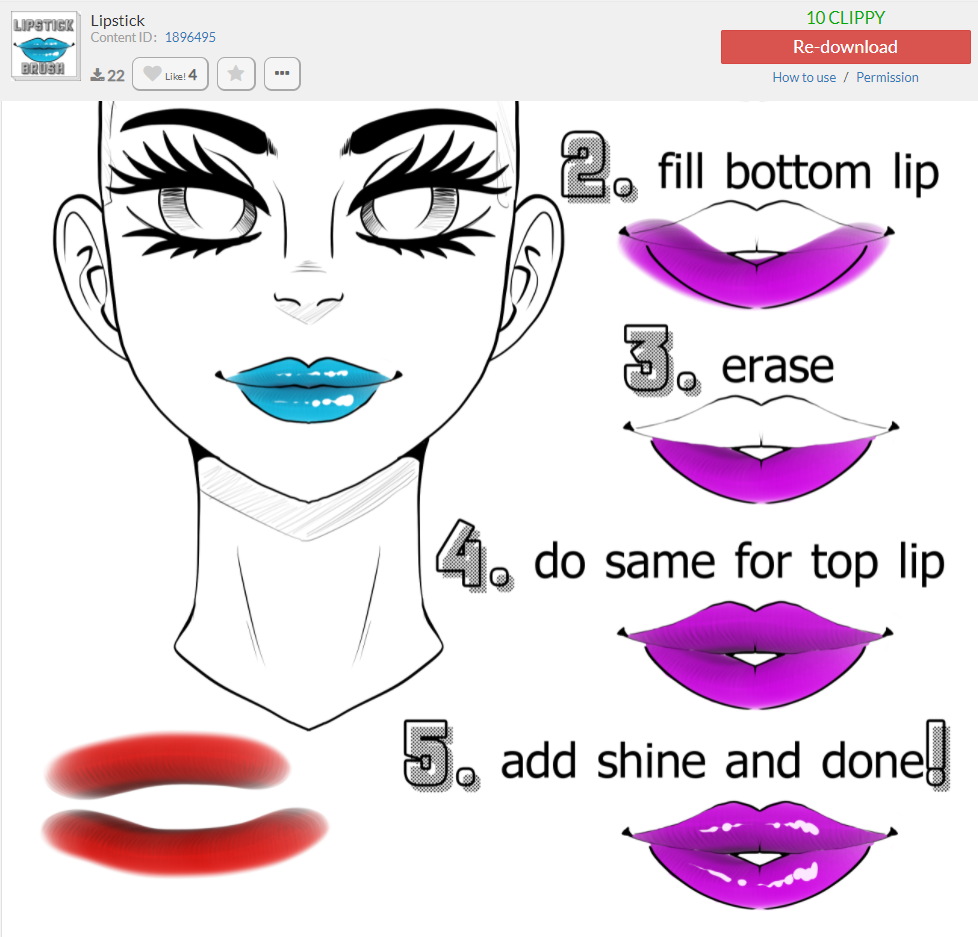 LIPSTICK
BRUSH
Lipstick
Content ID: 1896495
22
Like! 4
10 CLIPPY
Re-download
How to use / Permission
2. fill bottom lip
3. erase
4. do same for top lip
5. add shine and done!